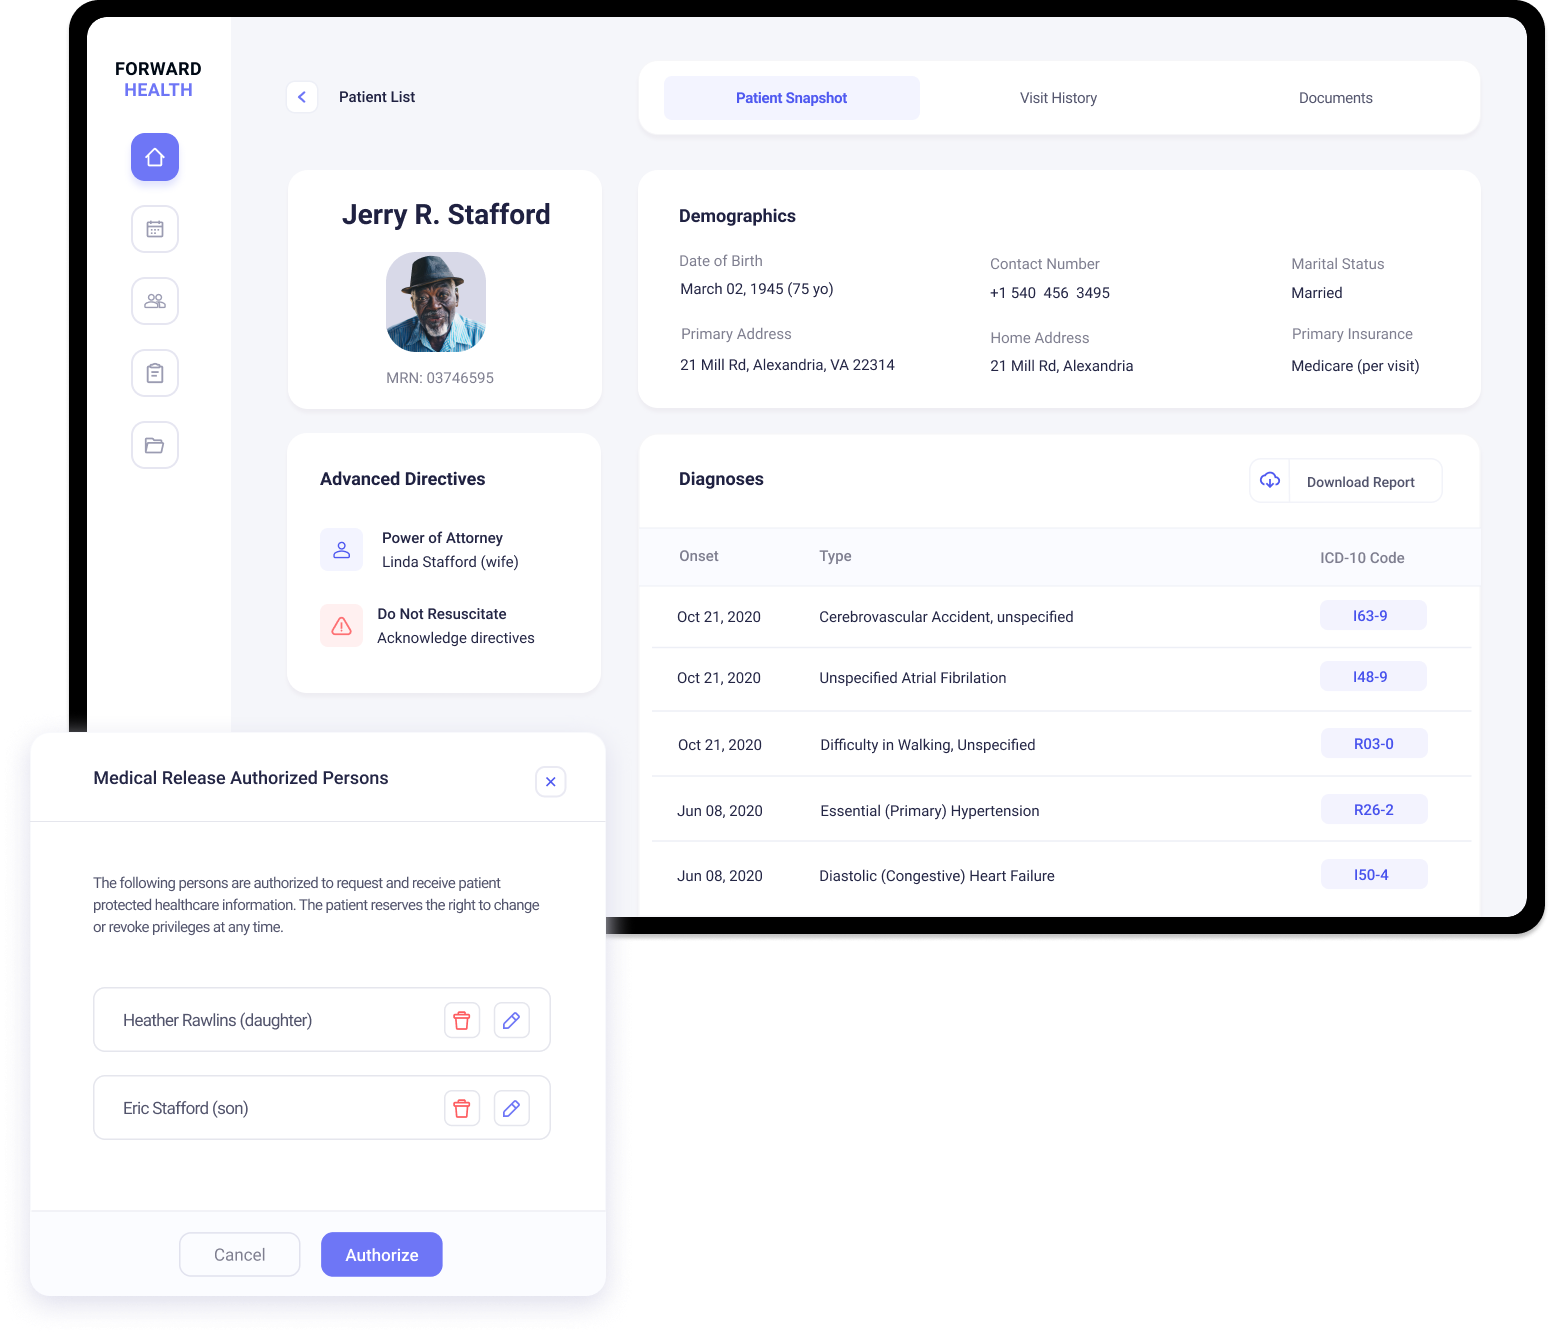 FORWARD
HEALTH
Patient List
Patient Snapshot
Visit History
Documents
Jerry R. Stafford
MRN: 03746595
Demographics
Date of Birth
March 02, 1945 (75 yo)
Contact Number
+1 540 456 3495
Marital Status
Married
Primary Address
21 Mill Rd, Alexandria, VA 22314
Home Address
21 Mill Rd, Alexandria
Primary Insurance
Medicare (per visit)
Advanced Directives
Power of Attorney
Linda Stafford (wife)
Do Not Resuscitate
Acknowledge directives
Diagnoses
Download Report
Onset Type ICD-10 Code
Oct 21, 2020 Cerebrovascular Accident, unspecified I63-9
Oct 21, 2020 Unspecified Atrial Fibrilation I48-9
Oct 21, 2020 Difficulty in Walking, Unspecified R03-0
Jun 08, 2020 Essential (Primary) Hypertension R26-2
Jun 08, 2020 Diastolic (Congestive) Heart Failure I50-4
Medical Release Authorized Persons
The following persons are authorized to request and receive patient
protected healthcare information. The patient reserves the right to change
or revoke privileges at any time.
Heather Rawlins (daughter)
Eric Stafford (son)
Cancel
Authorize